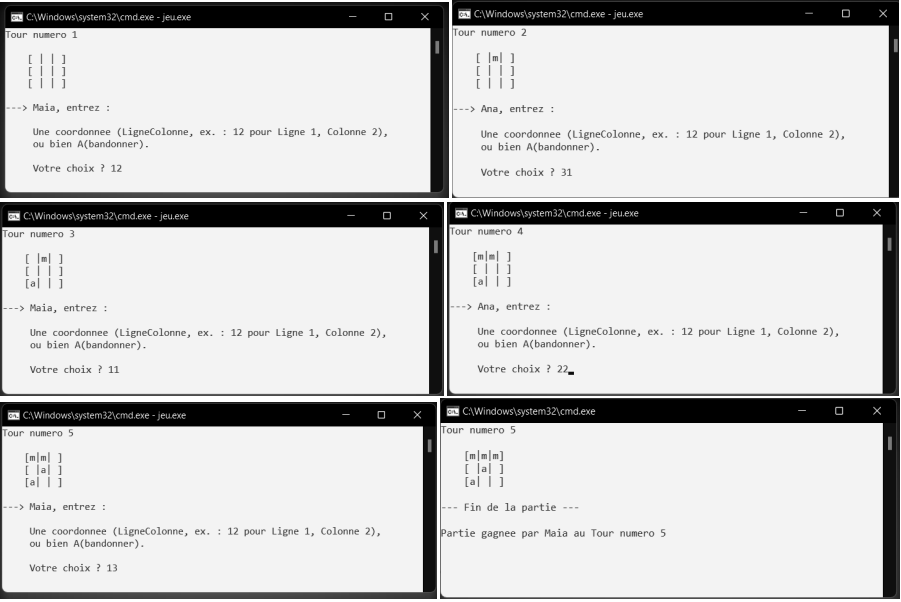 C:\Windows\system32\cmd.exe - jeu.exe
Tour numero 1
[ | | ]
[ | | ]
[ | | ]
---> Maia, entrez :
Une coordonnee (LigneColonne, ex. : 12 pour Ligne 1, Colonne 2),
ou bien A(bandonner).
Votre choix ? 12
C:\Windows\system32\cmd.exe - jeu.exe
Tour numero 2
[ |m| ]
[ | | ]
[ | | ]
---> Ana, entrez :
Une coordonnee (LigneColonne, ex. : 12 pour Ligne 1, Colonne 2),
ou bien A(bandonner).
Votre choix ? 31
C:\Windows\system32\cmd.exe - jeu.exe
Tour numero 3
[ |m| ]
[ | | ]
[a| | ]
---> Maia, entrez :
Une coordonnee (LigneColonne, ex. : 12 pour Ligne 1, Colonne 2),
ou bien A(bandonner).
Votre choix ? 11
C:\Windows\system32\cmd.exe - jeu.exe
Tour numero 4
[m|m| ]
[ | | ]
[a| | ]
---> Ana, entrez :
Une coordonnee (LigneColonne, ex. : 12 pour Ligne 1, Colonne 2),
ou bien A(bandonner).
Votre choix ? 22
C:\Windows\system32\cmd.exe - jeu.exe
Tour numero 5
[m|m| ]
[ |a| ]
[a| | ]
---> Maia, entrez :
Une coordonnee (LigneColonne, ex. : 12 pour Ligne 1, Colonne 2),
ou bien A(bandonner).
Votre choix ? 13
C:\Windows\system32\cmd.exe
Tour numero 5
[m|m|m]
[ |a| ]
[a| | ]
--- Fin de la partie ---
Partie gagnee par Maia au Tour numero 5